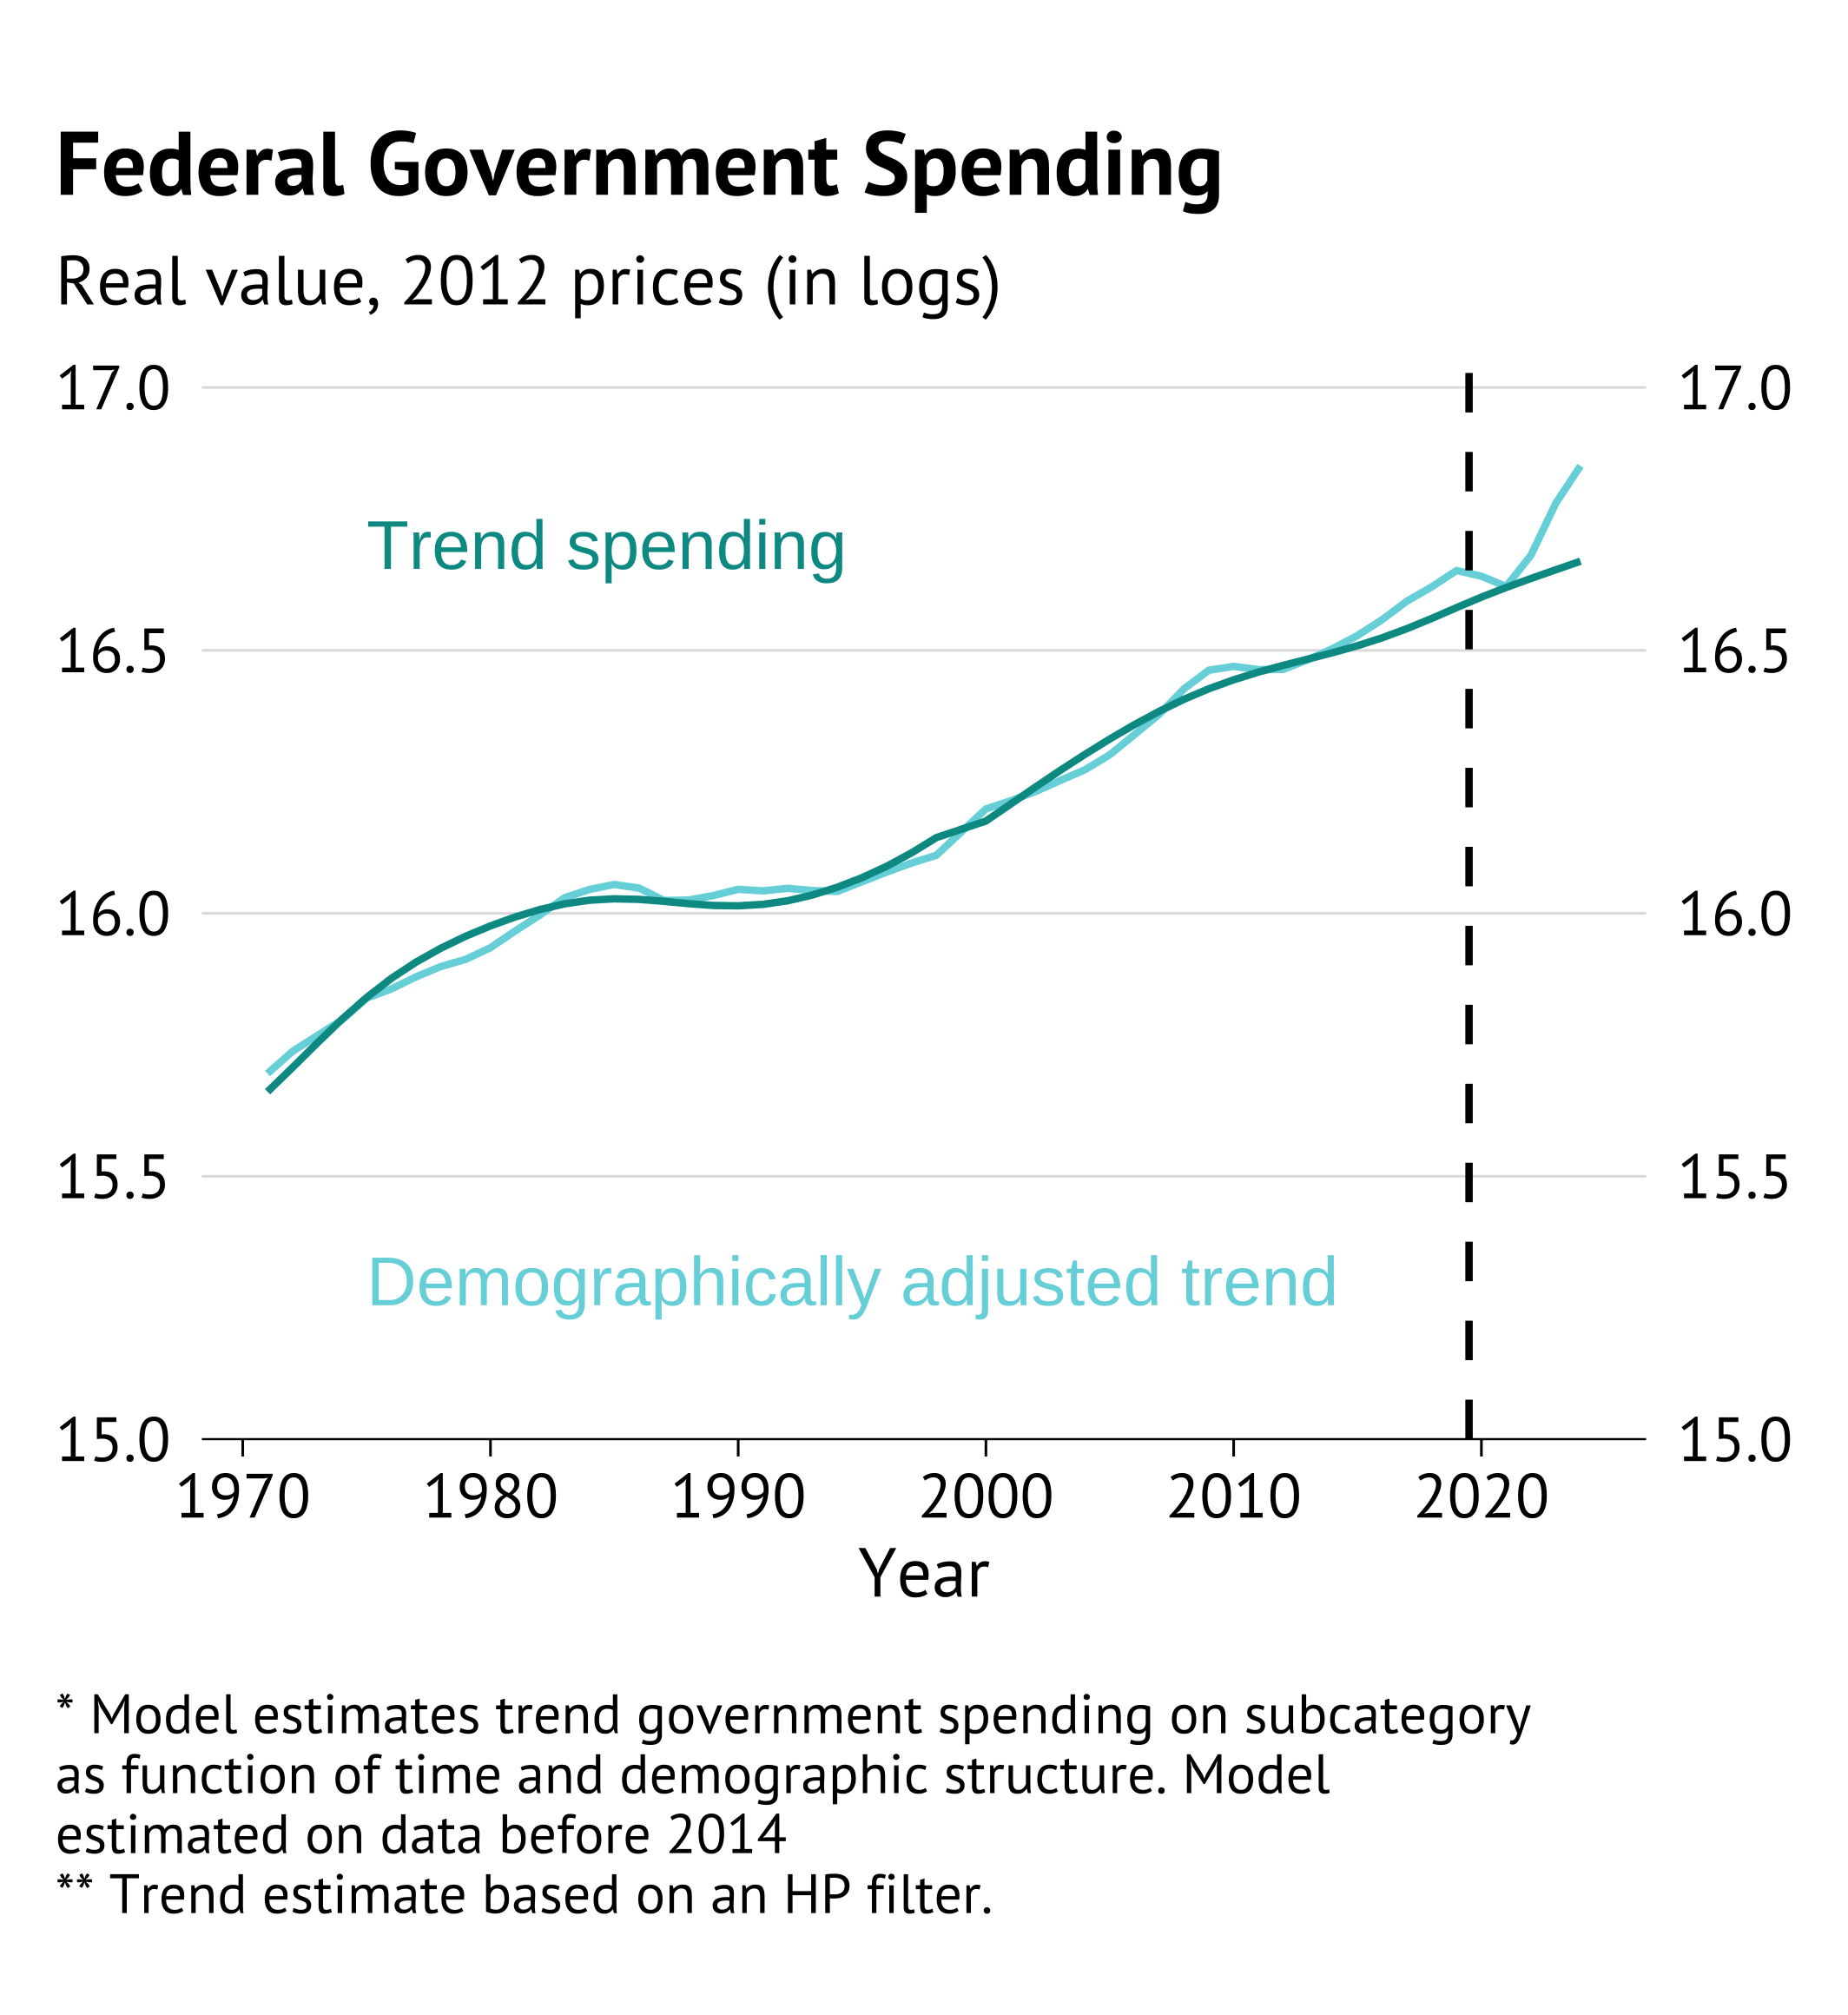 Federal Government Spending
Real value, 2012 prices (in logs)
17.0 17.0
Trend spending
16.5 16.5
16.0 16.0
15.5 15.5
Demographically adjusted trend
15.0 15.0
1970 1980 1990 2000 2010 2020
Year
* Model estimates trend government spending on subcategory
as function of time and demographic structure. Model
estimated on data before 2014
** Trend estimate based on an HP filter.